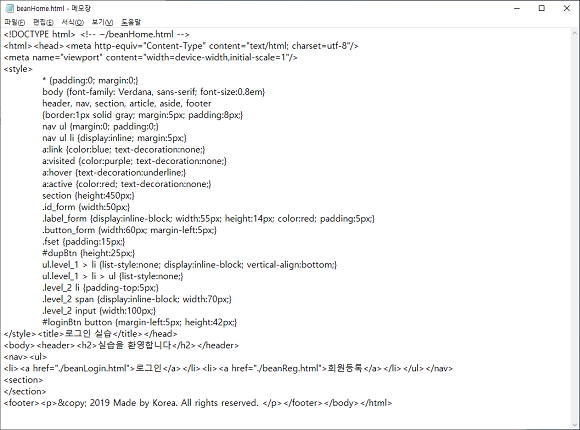 beanHome.html - 메모장
파일(F) 편집(E) 서식(O) 보기(V) 도움말
<!DOCTYPE html> <!-- ~/beanHome.html -->
<html><head><meta http-equiv="Content-Type" content="text/html; charset=utf-8"/>
<meta name="viewport" content="width=device-width,initial-scale=1"/>
<style>
* {padding:0; margin:0;}
body {font-family: Verdana, sans-serif; font-size:0.8em}
header, nav, section, article, aside, footer
{border:1px solid gray; margin:5px; padding:8px;}
nav ul {margin:0; padding:0;}
nav ul li {display:inline; margin:5px;}
a:link {color:blue; text-decoration:none;}
a:visited {color:purple; text-decoration:none;}
a:hover {text-decoration:underline;}
a:active {color:red; text-decoration:none;}
section {height:450px;}
.id_form {width:50px;}
.label_form {display:inline-block; width:55px; height:14px; color:red; padding:5px;}
.button_form {width:60px; margin-left:5px;}
.fset {padding:15px;}
#dupBtn {height:25px;}
ul.level_1 > li {list-style:none; display:inline-block; vertical-align:bottom;}
ul.level_1 > li > ul {list-style:none;}
.level_2 li {padding-top:5px;}
.level_2 span {display:inline-block; width:70px;}
.level_2 input {width:100px;}
#loginBtn button {margin-left:5px; height:42px;}
</style><title>로그인 실습</title></head>
<body><header><h2>실습을 환영합니다</h2></header>
<nav><ul>
<li><a href="./beanLogin.html">로그인</a></li><li><a href="./beanReg.html">회원등록</a></li></ul></nav>
<section>
</section>
<footer><p>&copy; 2019 Made by Korea. All rights reserved. </p></footer></body></html>